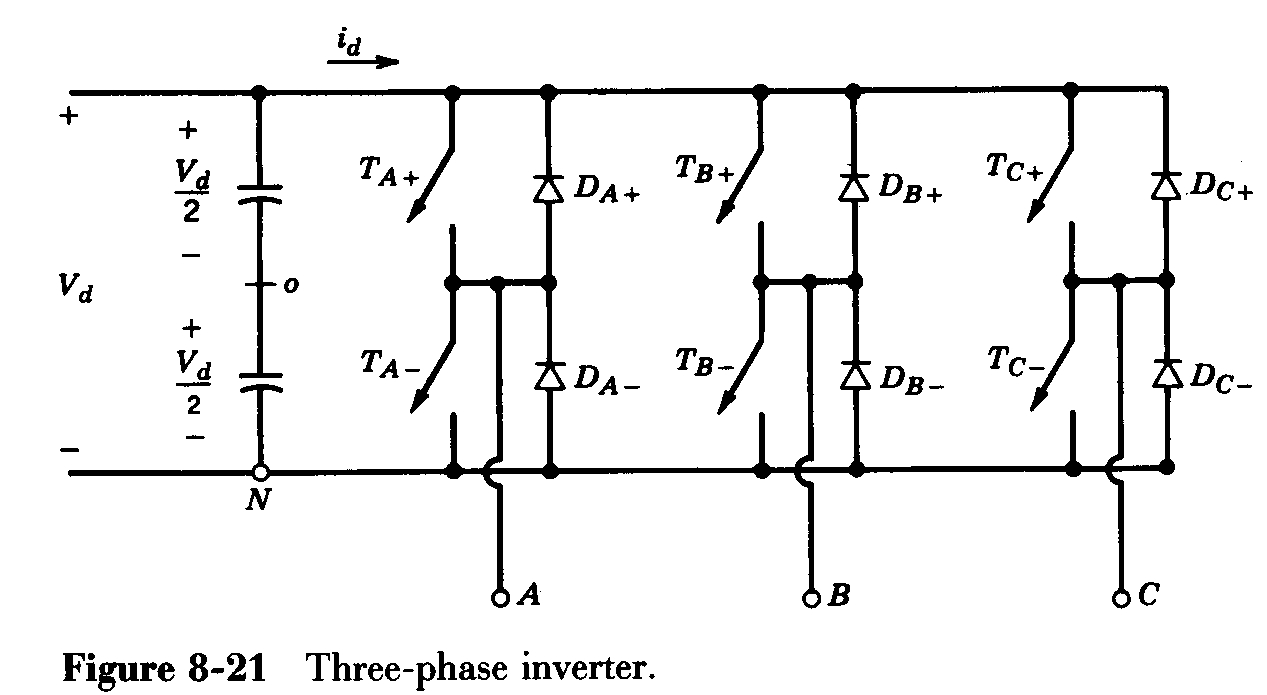 i_d
+
+
V_d
2
−
V_d
o
+
V_d
2
−
−
N
T_A+
D_A+
T_B+
D_B+
T_C+
D_C+
T_A−
D_A−
T_B−
D_B−
T_C−
D_C−
A
B
C
Figure 8-21 Three-phase inverter.